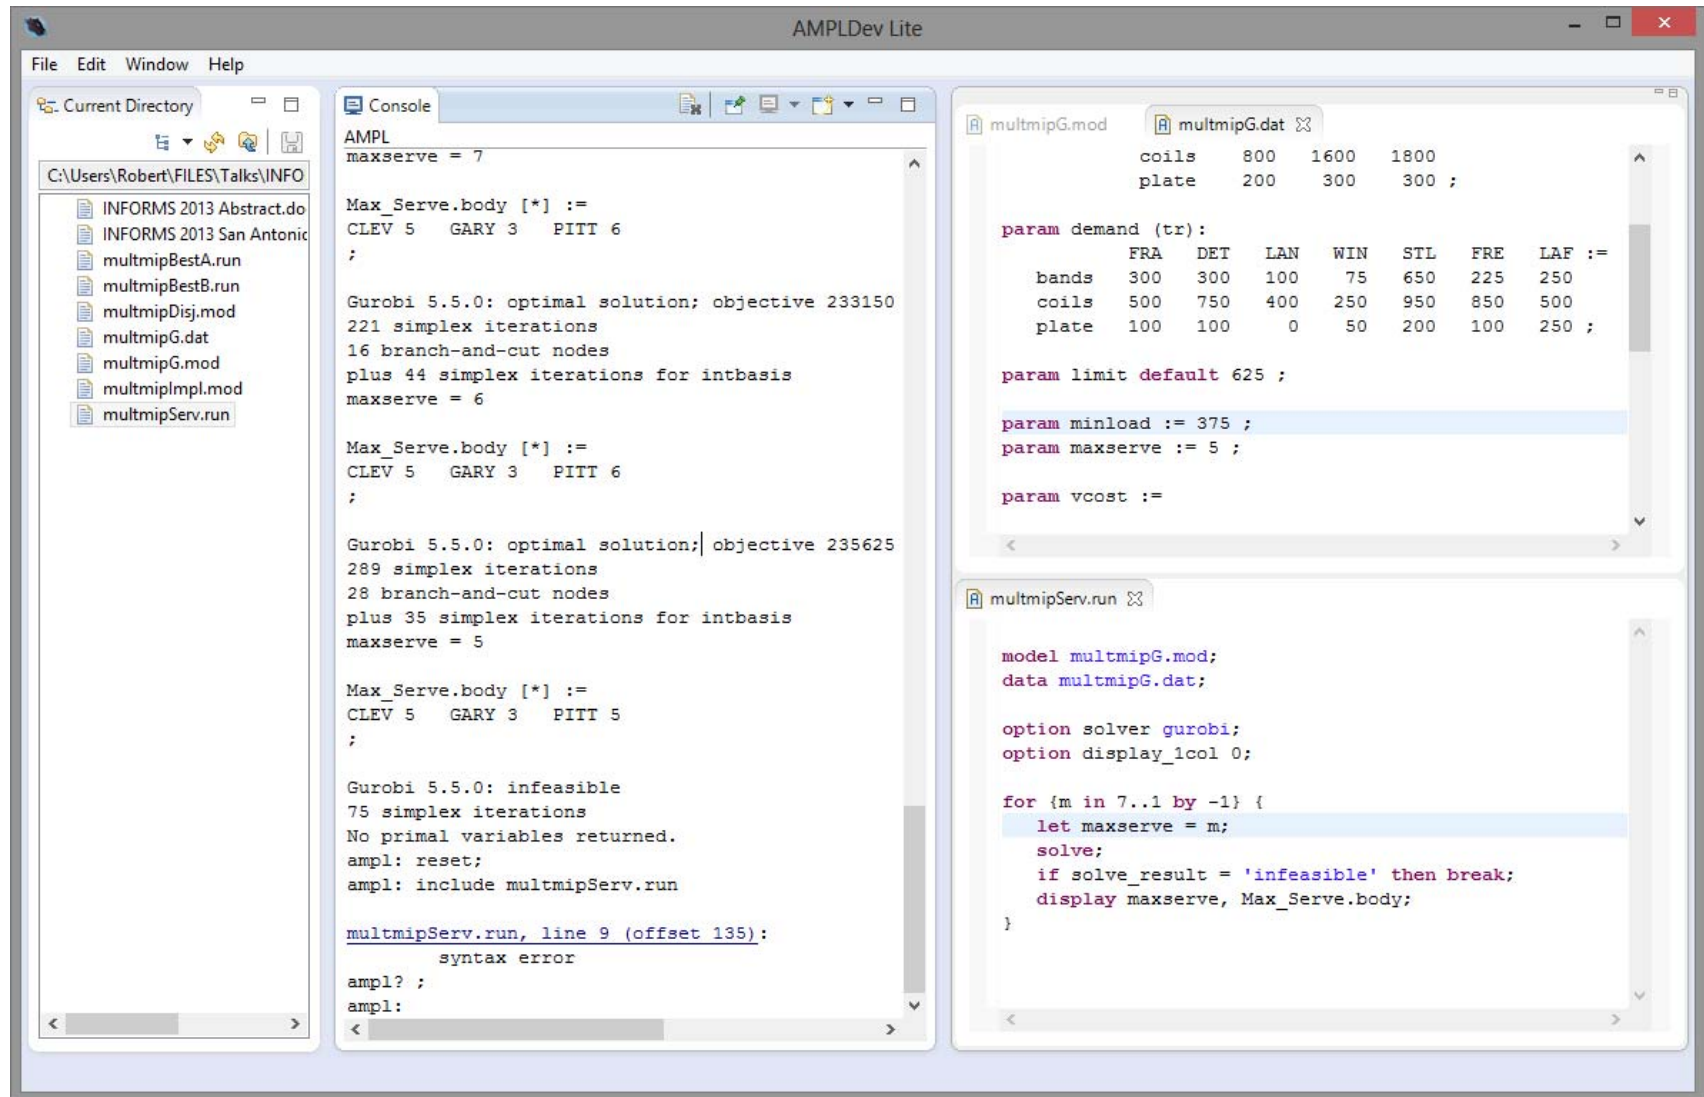 AMPLDev Lite
File Edit Window Help
Current Directory
C:\Users\Robert\FILES\Talks\INFO
INFORMS 2013 Abstract.do
INFORMS 2013 San Antonic
multmipBestA.run
multmipBestB.run
multmipDisj.mod
multmipG.dat
multmipG.mod
multmipImpl.mod
multmipServ.run
Console
AMPL
maxserve = 7
Max_Serve.body [*] :=
CLEV 5 GARY 3 PITT 6
;
Gurobi 5.5.0: optimal solution; objective 233150
221 simplex iterations
16 branch-and-cut nodes
plus 44 simplex iterations for intbasis
maxserve = 6
Max_Serve.body [*] :=
CLEV 5 GARY 3 PITT 6
;
Gurobi 5.5.0: optimal solution; objective 235625
289 simplex iterations
28 branch-and-cut nodes
plus 35 simplex iterations for intbasis
maxserve = 5
Max_Serve.body [*] :=
CLEV 5 GARY 3 PITT 5
;
Gurobi 5.5.0: infeasible
75 simplex iterations
No primal variables returned.
ampl: reset;
ampl: include multmipServ.run
multmipServ.run, line 9 (offset 135):
syntax error
ampl? ;
ampl:
multmipG.mod multmipG.dat
coils 800 1600 1800
plate 200 300 300 ;
param demand (tr):
FRA DET LAN WIN STL FRE LAF :=
bands 300 300 100 75 650 225 250
coils 500 750 400 250 950 850 500
plate 100 100 0 50 200 100 250 ;
param limit default 625 ;
param minload := 375 ;
param maxserve := 5 ;
param vcost :=
multmipServ.run
model multmipG.mod;
data multmipG.dat;
option solver gurobi;
option display_1col 0;
for {m in 7..1 by -1} {
let maxserve = m;
solve;
if solve_result = 'infeasible' then break;
display maxserve, Max_Serve.body;
}